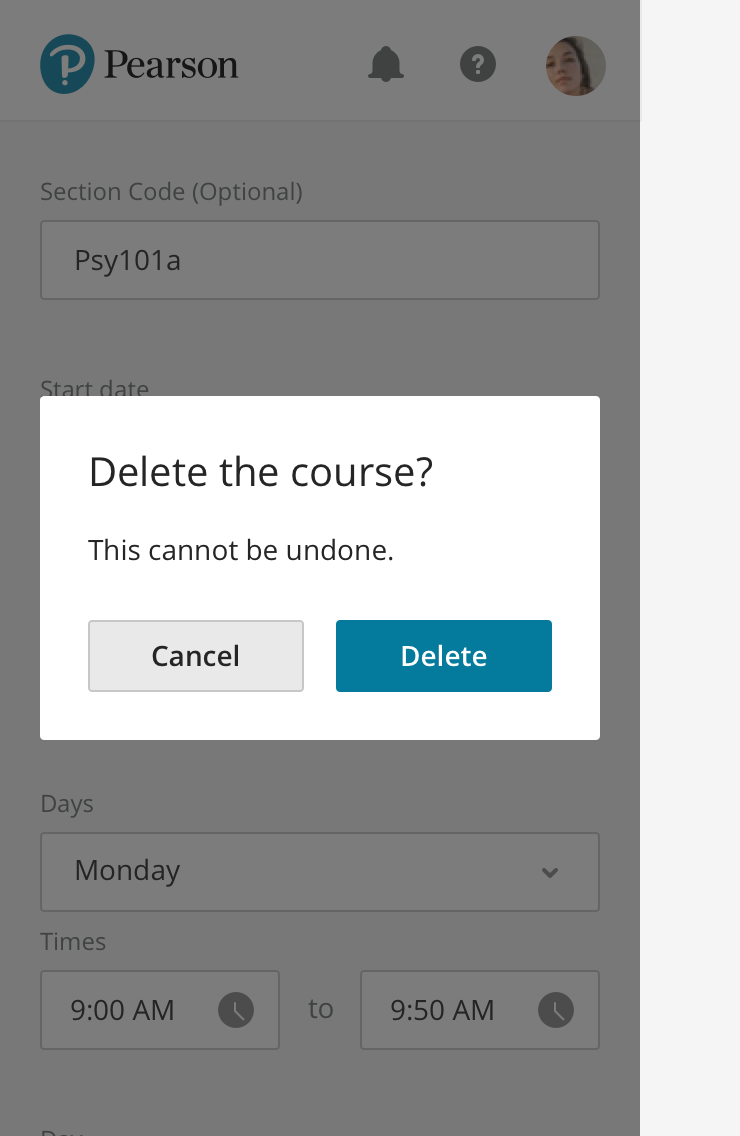 Pearson
?
Section Code (Optional)
Psy101a
Start date
Delete the course?
This cannot be undone.
Cancel
Delete
Days
Monday
Times
9:00 AM
to
9:50 AM